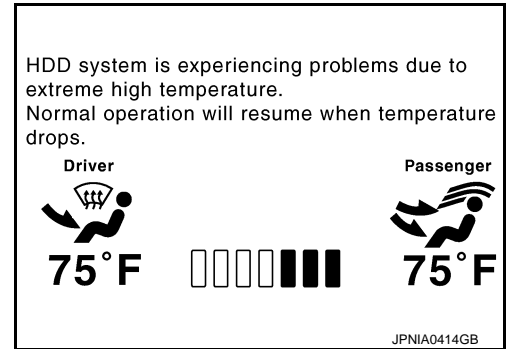 HDD system is experiencing problems due to
extreme high temperature.
Normal operation will resume when temperature
drops.
Driver
Passenger
75°F
75°F
JPNIA0414GB